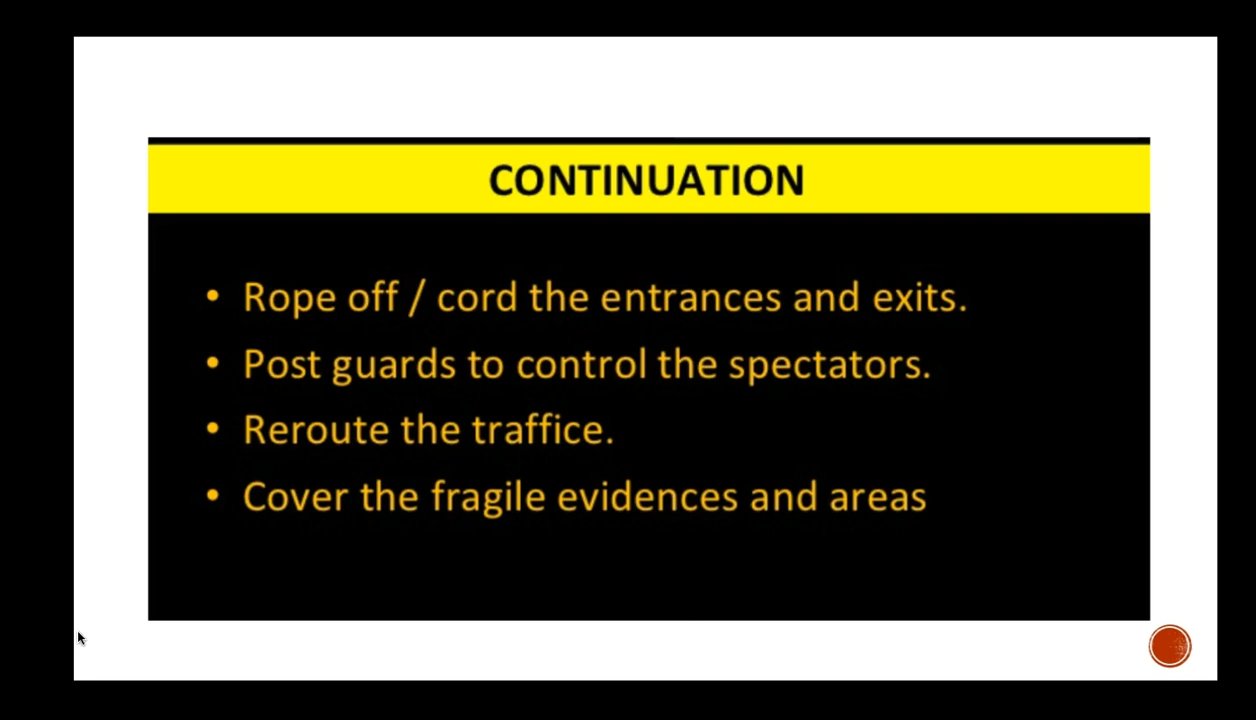 CONTINUATION
• Rope off / cord the entrances and exits.
• Post guards to control the spectators.
• Reroute the traffice.
• Cover the fragile evidences and areas